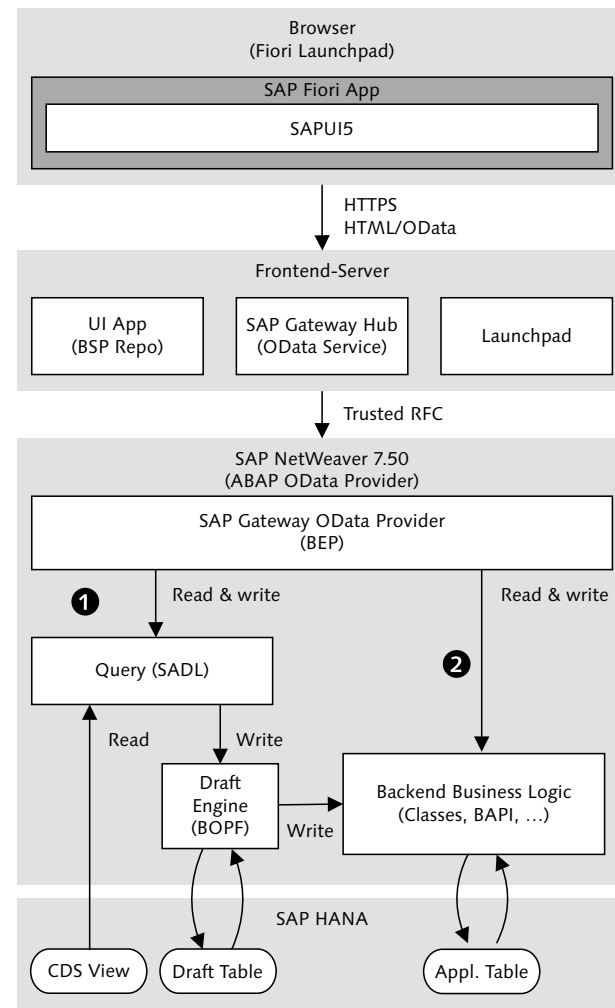 Browser
(Fiori Launchpad)
SAP Fiori App
SAPUI5
HTTPS
HTML/OData
Frontend-Server
UI App
(BSP Repo)
SAP Gateway Hub
(OData Service)
Launchpad
Trusted RFC
SAP NetWeaver 7.50
(ABAP OData Provider)
SAP Gateway OData Provider
(BEP)
1
Read & write
Read & write
2
Query (SADL)
Read
Write
Draft
Engine
(BOPF)
Write
Backend Business Logic
(Classes, BAPI, …)
SAP HANA
CDS View
Draft Table
Appl. Table